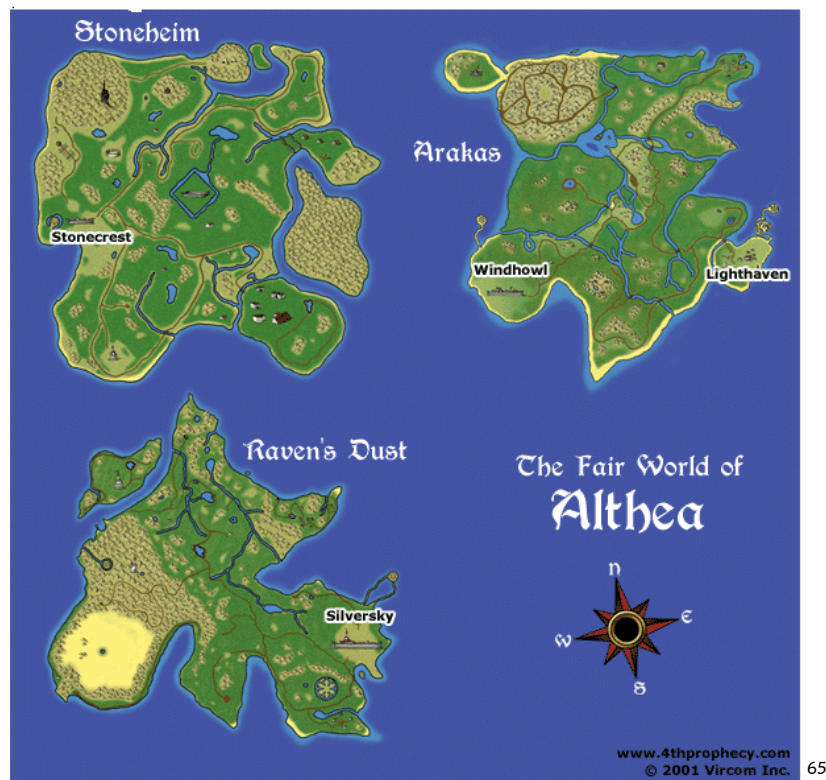 Stoneheim
Arakas
Stonecrest
Windhowl
Lighthaven
Raven's Dust
The Fair World of
Althea
N
E
W
S
Silversky
www.4thprophecy.com
© 2001 Vircom Inc.
65